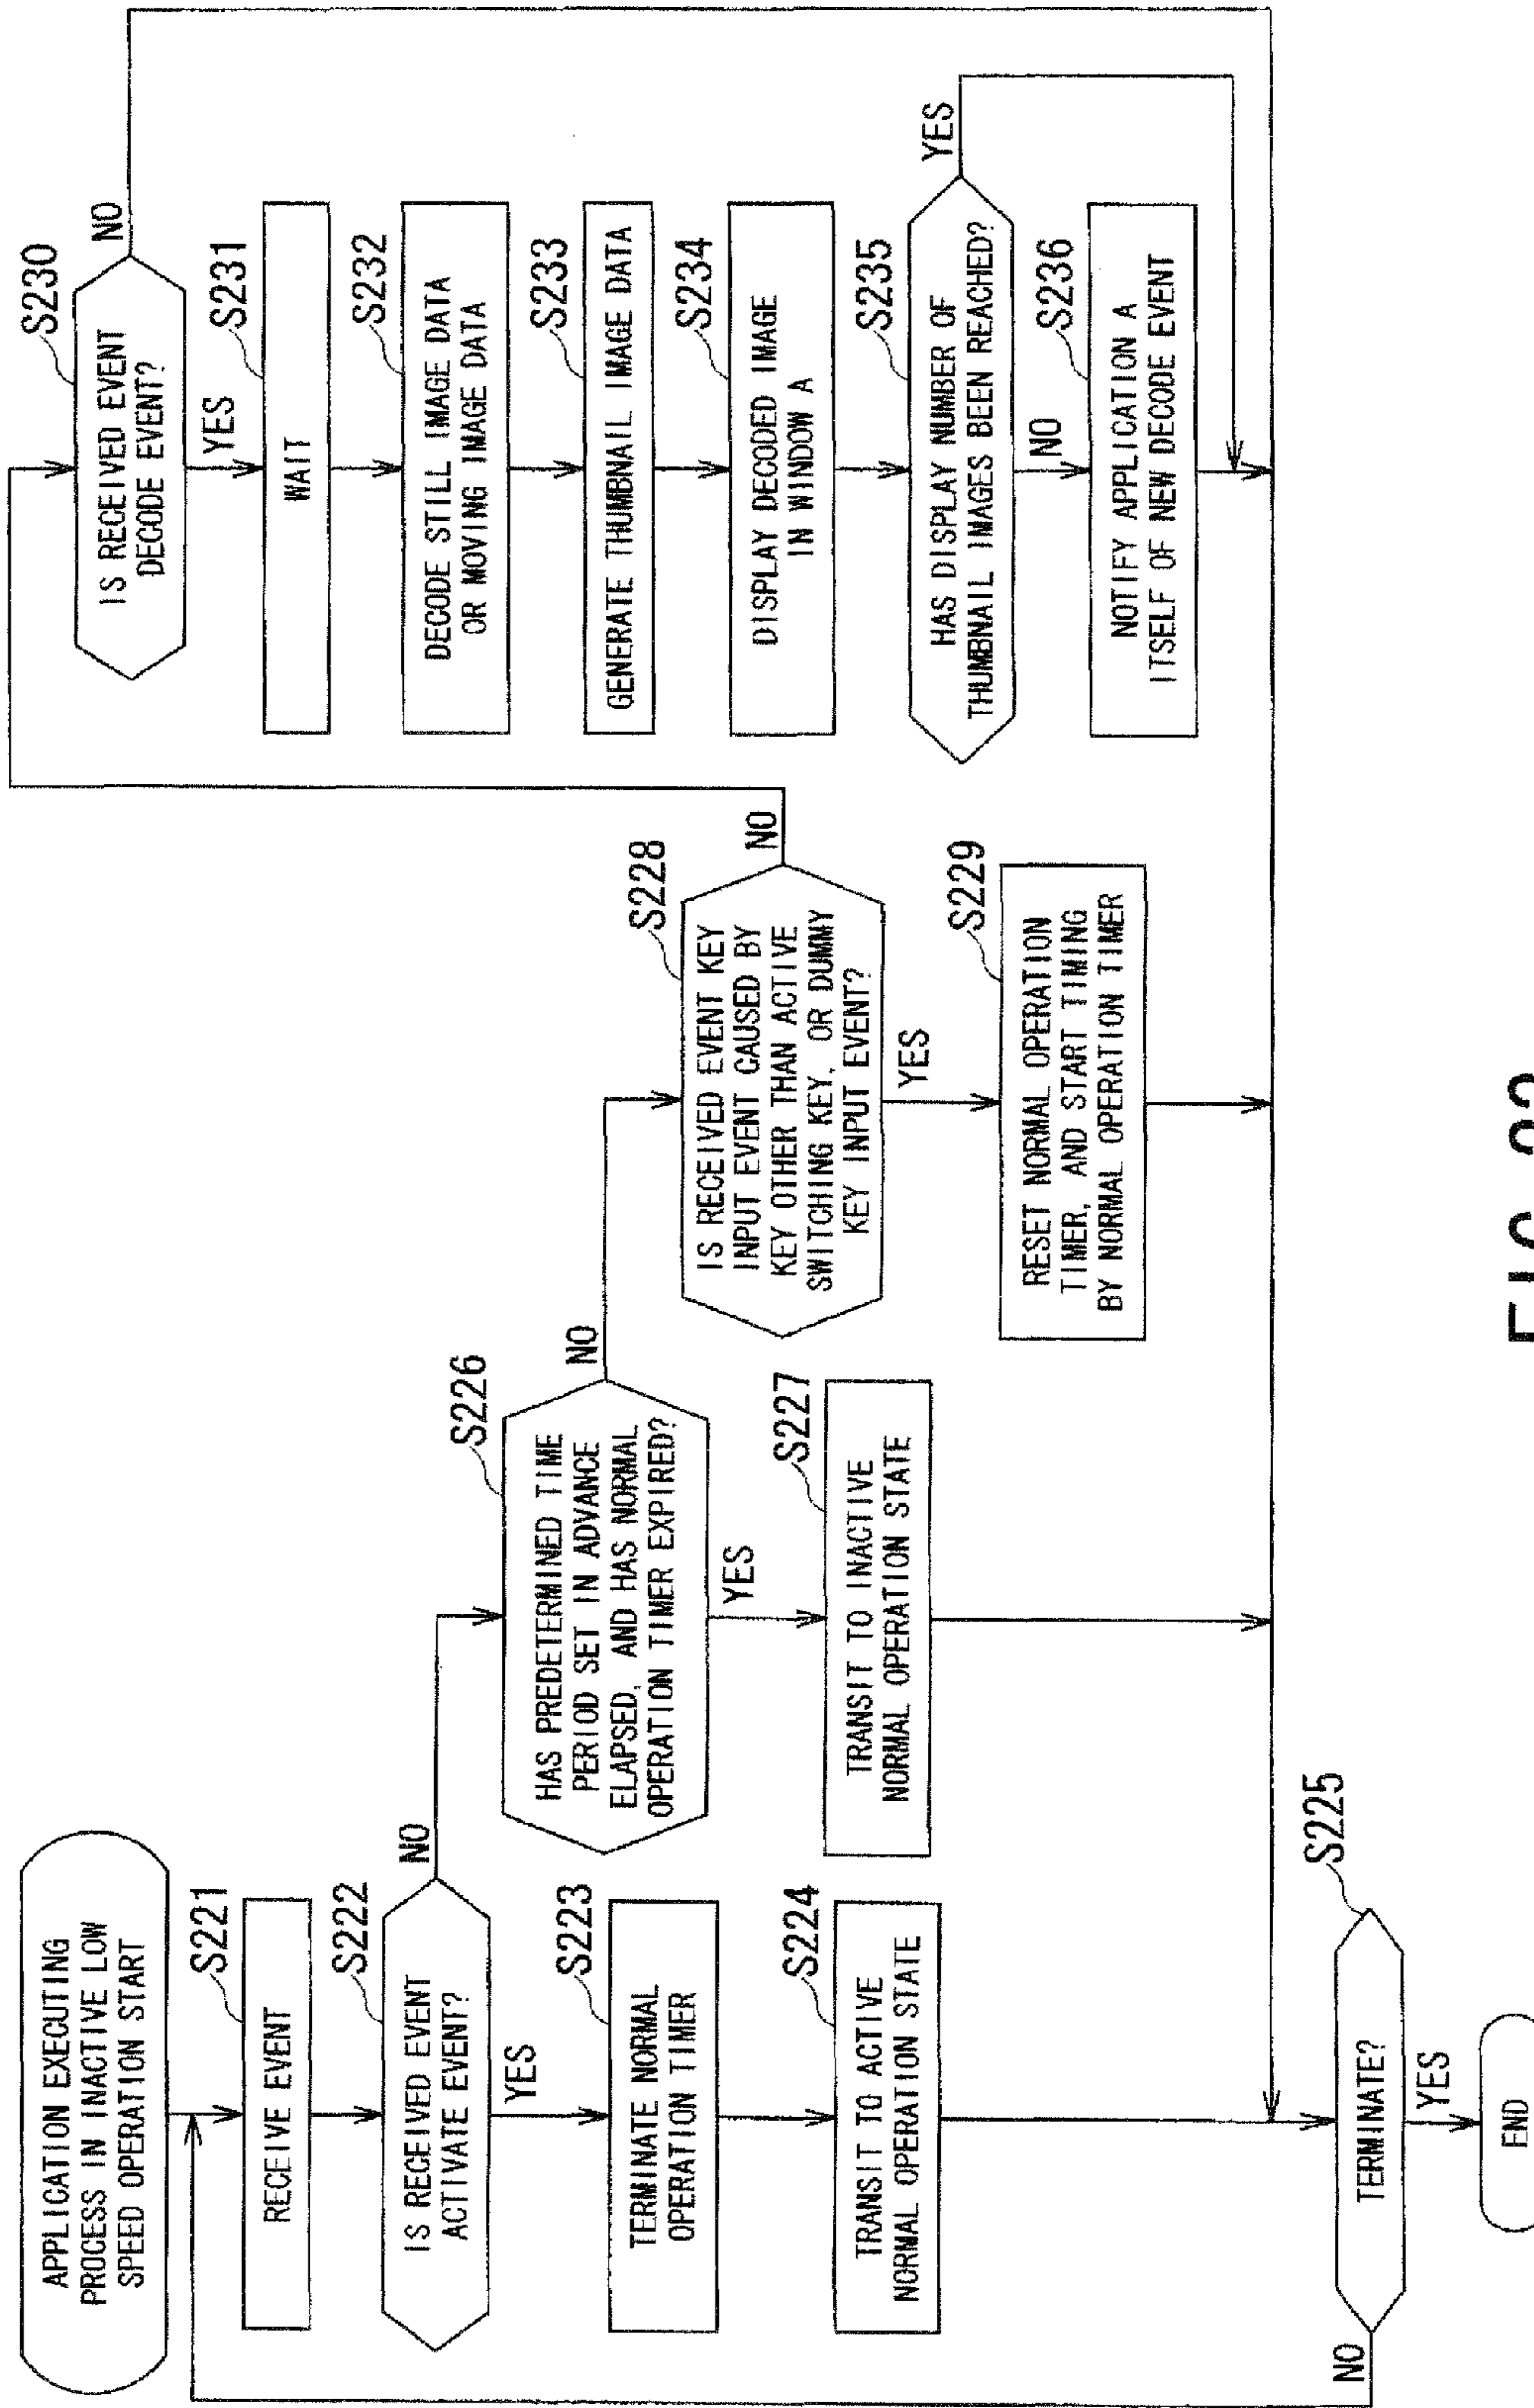 APPLICATION EXECUTING
PROCESS IN INACTIVE LOW
SPEED OPERATION START
S221
RECEIVE EVENT
S222
IS RECEIVED EVENT
ACTIVATE EVENT?
NO
YES
S223
TERMINATE NORMAL
OPERATION TIMER
S224
TRANSIT TO ACTIVE
NORMAL OPERATION STATE
S225
TERMINATE?
NO
YES
END
S226
HAS PREDETERMINED TIME
PERIOD SET IN ADVANCE
ELAPSED, AND HAS NORMAL
OPERATION TIMER EXPIRED?
NO
YES
S227
TRANSIT TO INACTIVE
NORMAL OPERATION STATE
S228
IS RECEIVED EVENT KEY
INPUT EVENT CAUSED BY
KEY OTHER THAN ACTIVE
SWITCHING KEY, OR DUMMY
KEY INPUT EVENT?
NO
YES
S229
RESET NORMAL OPERATION
TIMER, AND START TIMING
BY NORMAL OPERATION TIMER
S230
IS RECEIVED EVENT
DECODE EVENT?
NO
YES
S231
WAIT
S232
DECODE STILL IMAGE DATA
OR MOVING IMAGE DATA
S233
GENERATE THUMBNAIL IMAGE DATA
S234
DISPLAY DECODED IMAGE
IN WINDOW A
S235
HAS DISPLAY NUMBER OF
THUMBNAIL IMAGES BEEN REACHED?
YES
NO
S236
NOTIFY APPLICATION A
ITSELF OF NEW DECODE EVENT